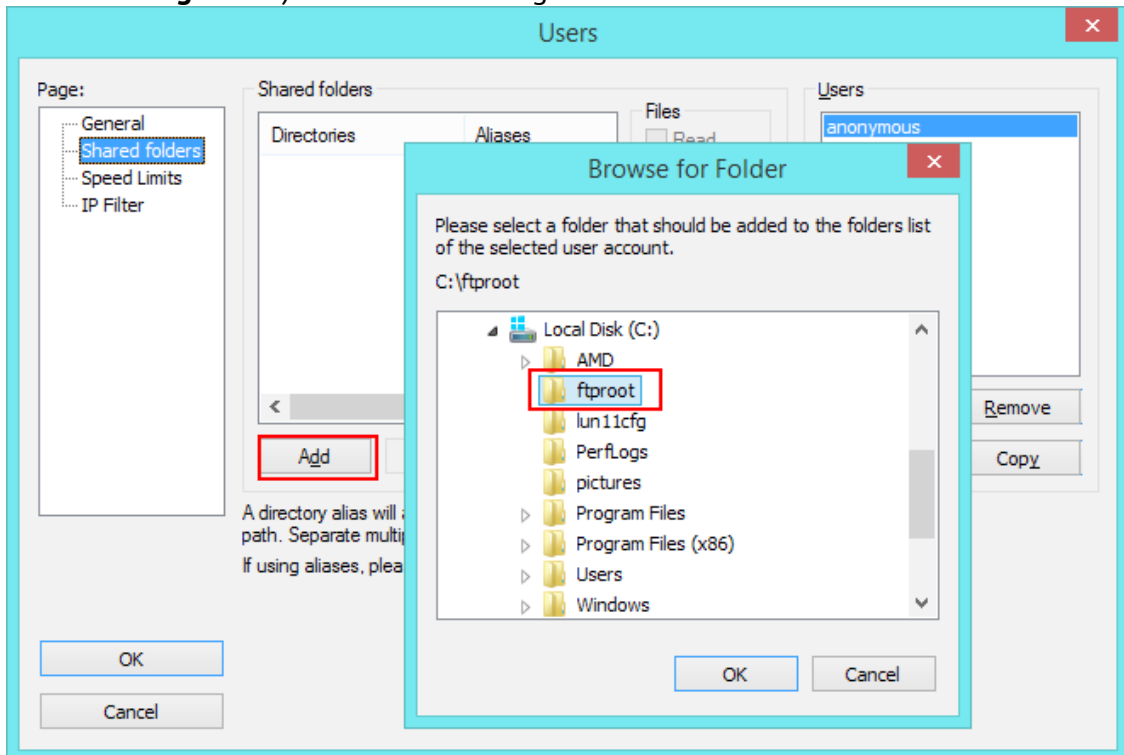 Users
Page:
General
Shared folders
Speed Limits
IP Filter
OK
Cancel
Shared folders
Directories Aliases
Files
Read
Add
A directory alias will
path. Separate
If using aliases,
Users
anonymous
Remove
Copy
Browse for Folder
Please select a folder that should be added to the folders list
of the selected user account.
C:\ftproot
Local Disk (C:)
AMD
ftproot
lun11cfg
PerfLogs
pictures
Program Files
Program Files (x86)
Users
Windows
OK Cancel